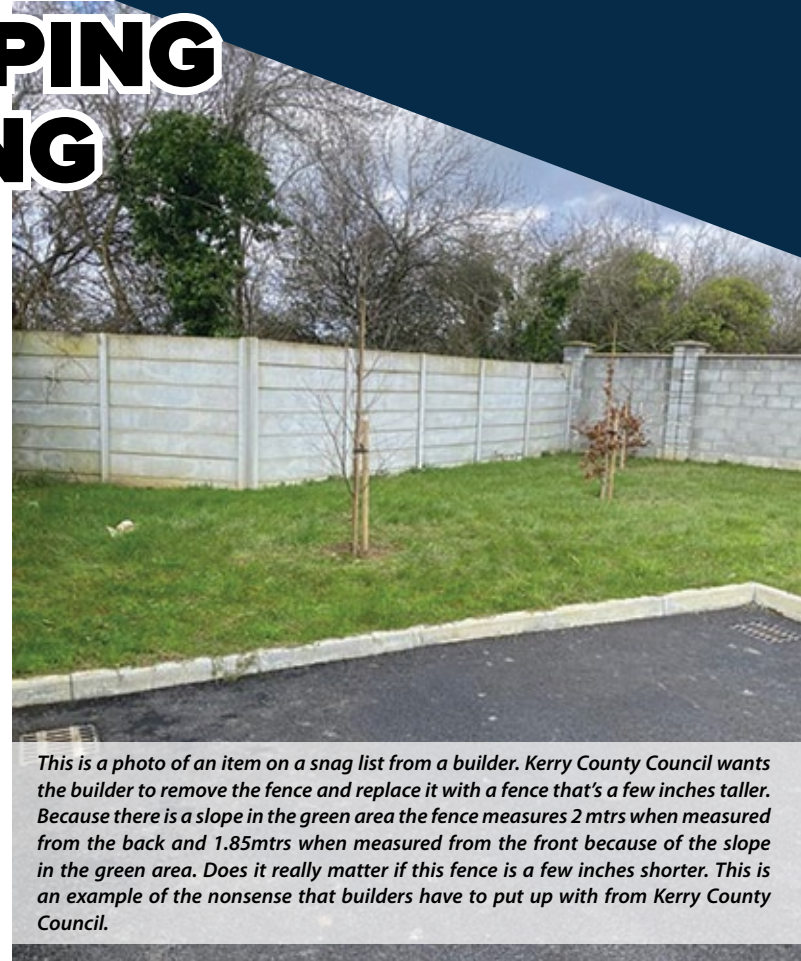 PING
NG
This is a photo of an item on a snag list from a builder. Kerry County Council wants
the builder to remove the fence and replace it with a fence that's a few inches taller.
Because there is a slope in the green area the fence measures 2 mtrs when measured
from the back and 1.85mtrs when measured from the front because of the slope
in the green area. Does it really matter if this fence is a few inches shorter. This is
an example of the nonsense that builders have to put up with from Kerry County
Council.